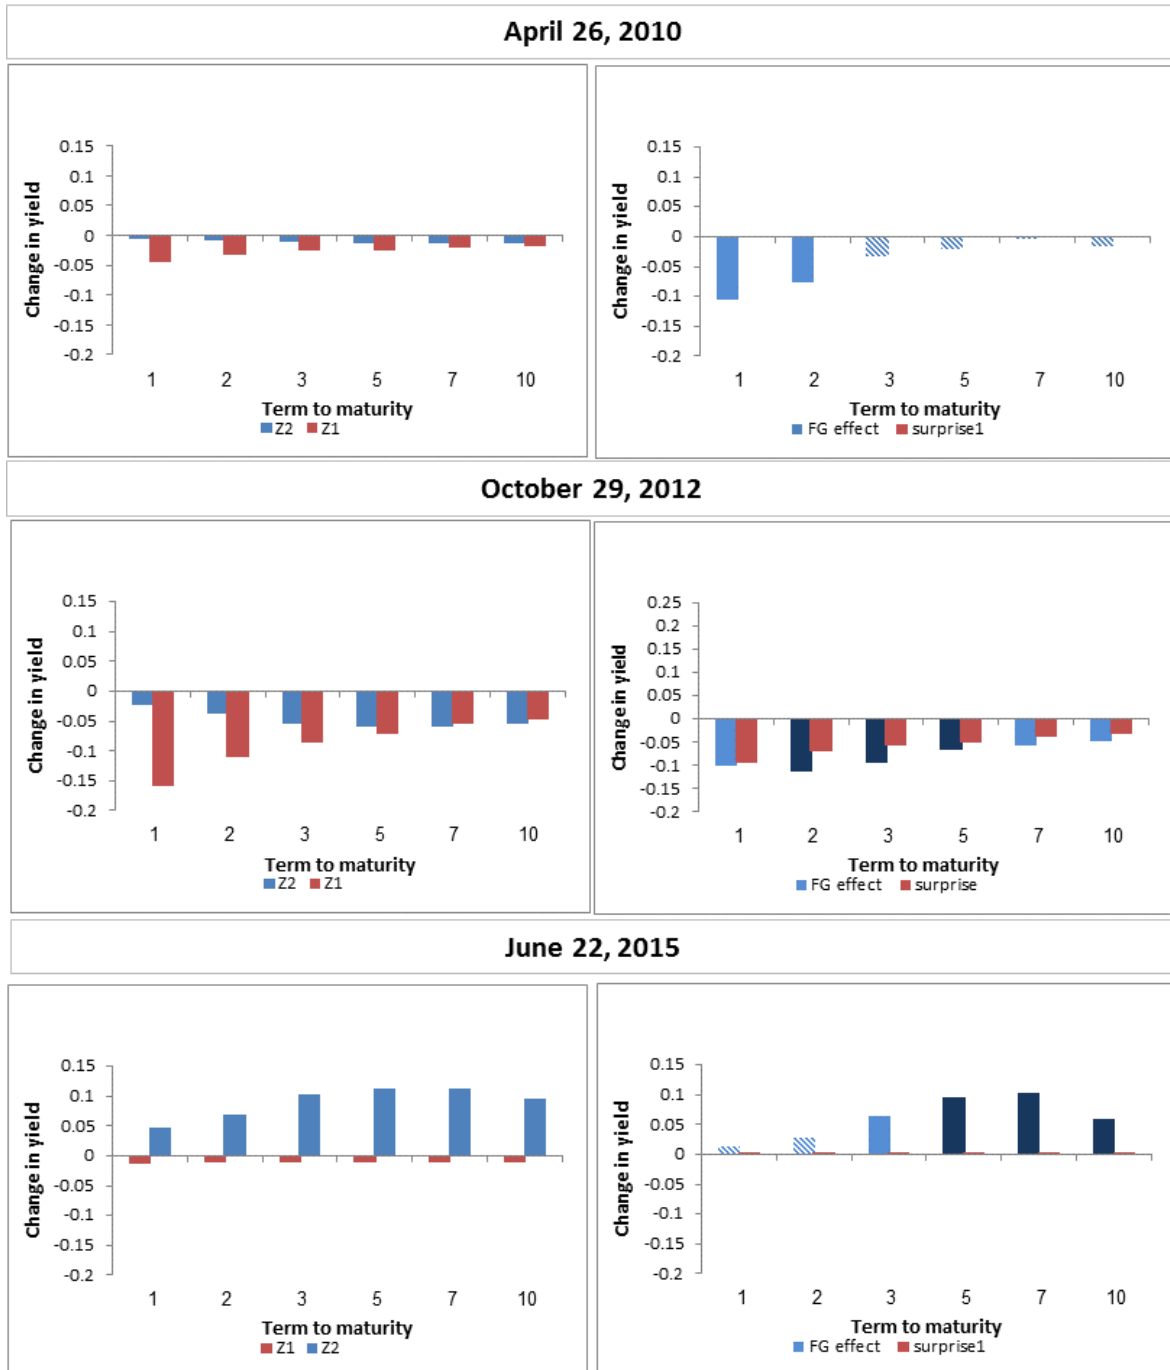 April 26, 2010
Change in yield
0.15
0.1
0.05
0
-0.05
-0.1
-0.15
-0.2
1 2 3 5 7 10
Term to maturity
Z2 Z1
Change in yield
0.15
0.1
0.05
0
-0.05
-0.1
-0.15
-0.2
1 2 3 5 7 10
Term to maturity
FG effect surprise1
October 29, 2012
Change in yield
0.15
0.1
0.05
0
-0.05
-0.1
-0.15
-0.2
1 2 3 5 7 10
Term to maturity
Z2 Z1
Change in yield
0.25
0.2
0.15
0.1
0.05
0
-0.05
-0.1
-0.15
-0.2
1 2 3 5 7 10
Term to maturity
FG effect surprise
June 22, 2015
Change in yield
0.15
0.1
0.05
0
-0.05
-0.1
-0.15
-0.2
1 2 3 5 7 10
Term to maturity
Z1 Z2
Change in yield
0.15
0.1
0.05
0
-0.05
-0.1
-0.15
-0.2
1 2 3 5 7 10
Term to maturity
FG effect surprise1